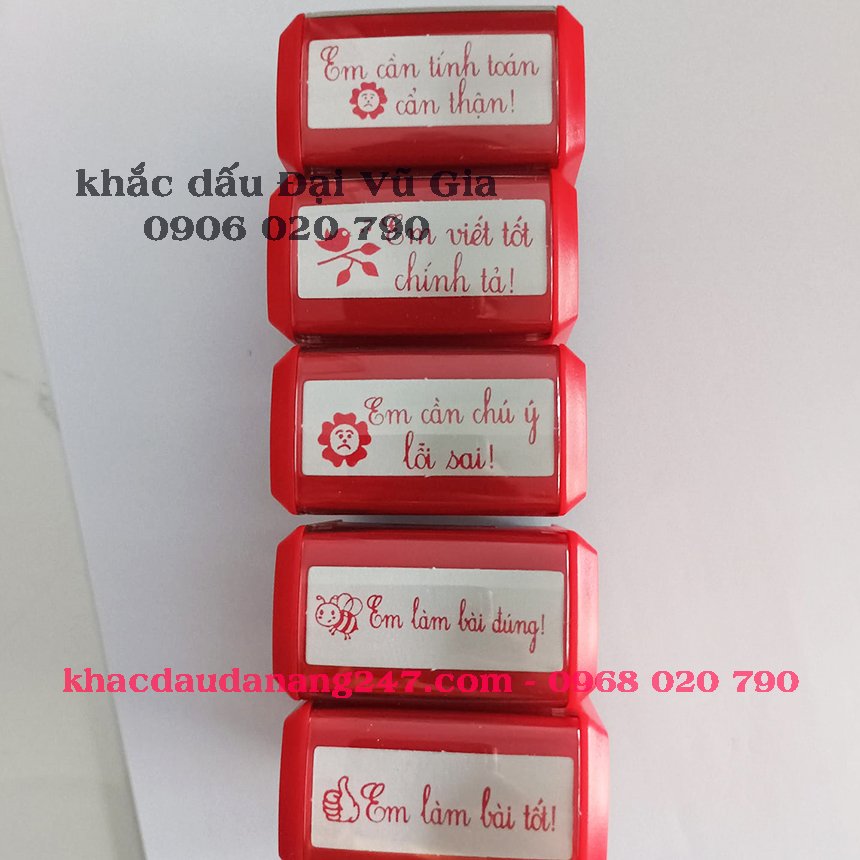 Em cần tính toán
cẩn thận!
khắc dấu Đại Vũ Gia
0906 020 790
Em viết tốt
chính tả!
Em cần chú ý
lỗi sai!
Em làm bài đúng!
khacdaudanang247.com - 0968 020 790
Em làm bài tốt!